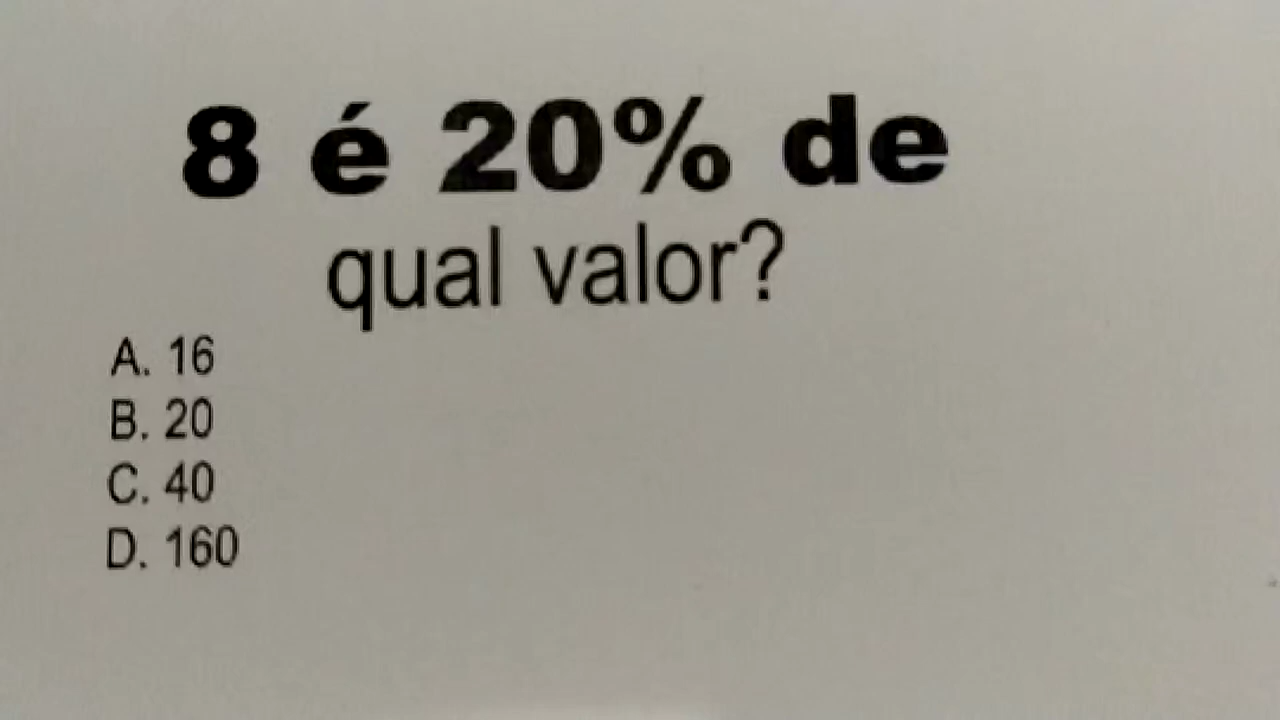 8 é 20% de
qual valor?
A. 16
B. 20
C. 40
D. 160